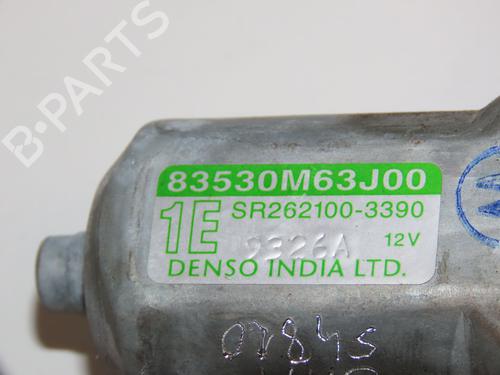 B-PARTS
83530M63J00
1E SR262100-3390
9326A 12V
DENSO INDIA LTD.
07845